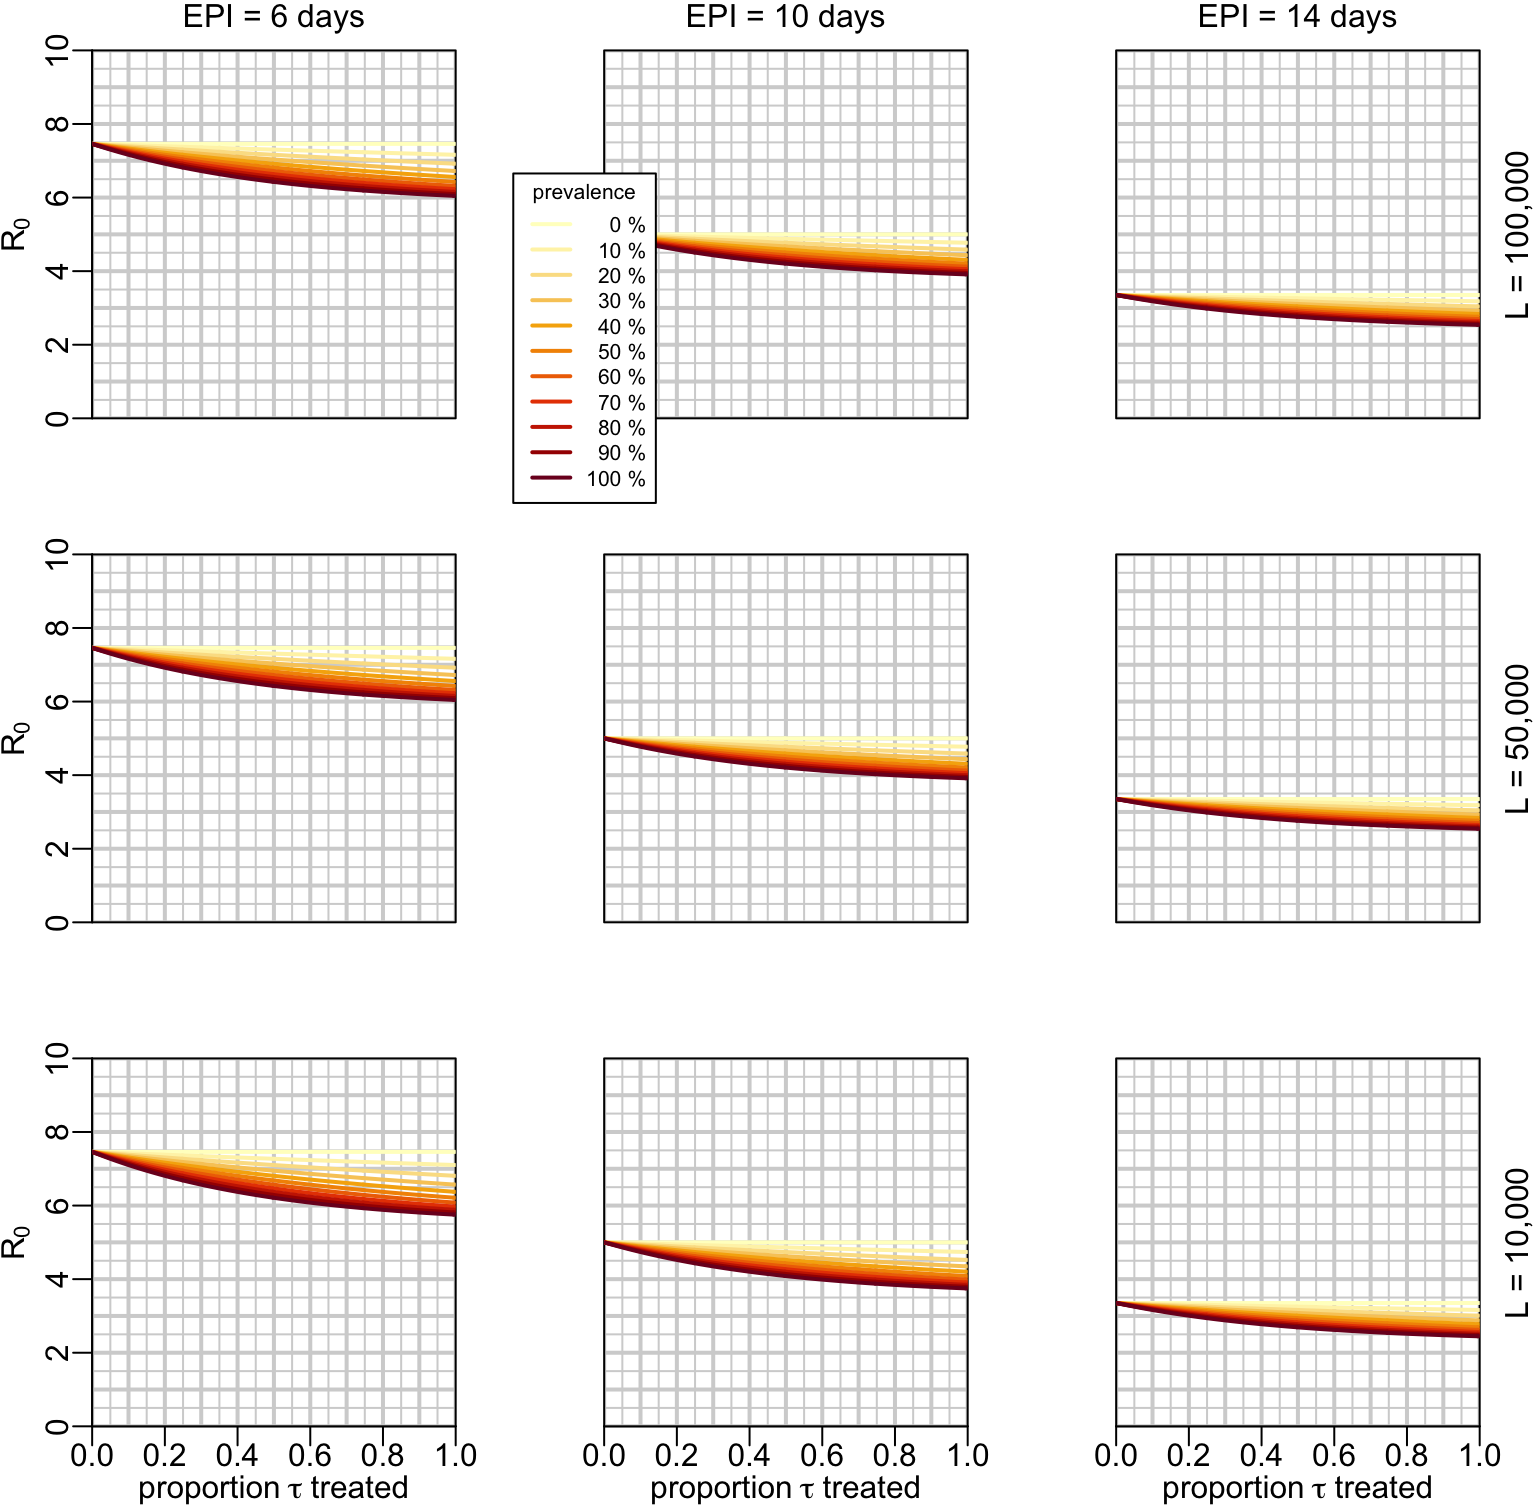 EPI = 6 days
EPI = 10 days
EPI = 14 days
R0
10
8
6
4
2
0
prevalence
0 %
10 %
20 %
30 %
40 %
50 %
60 %
70 %
80 %
90 %
100 %
L = 100,000
R0
10
8
6
4
2
0
L = 50,000
R0
10
8
6
4
2
0
L = 10,000
0.0 0.2 0.4 0.6 0.8 1.0
proportion τ treated
0.0 0.2 0.4 0.6 0.8 1.0
proportion τ treated
0.0 0.2 0.4 0.6 0.8 1.0
proportion τ treated